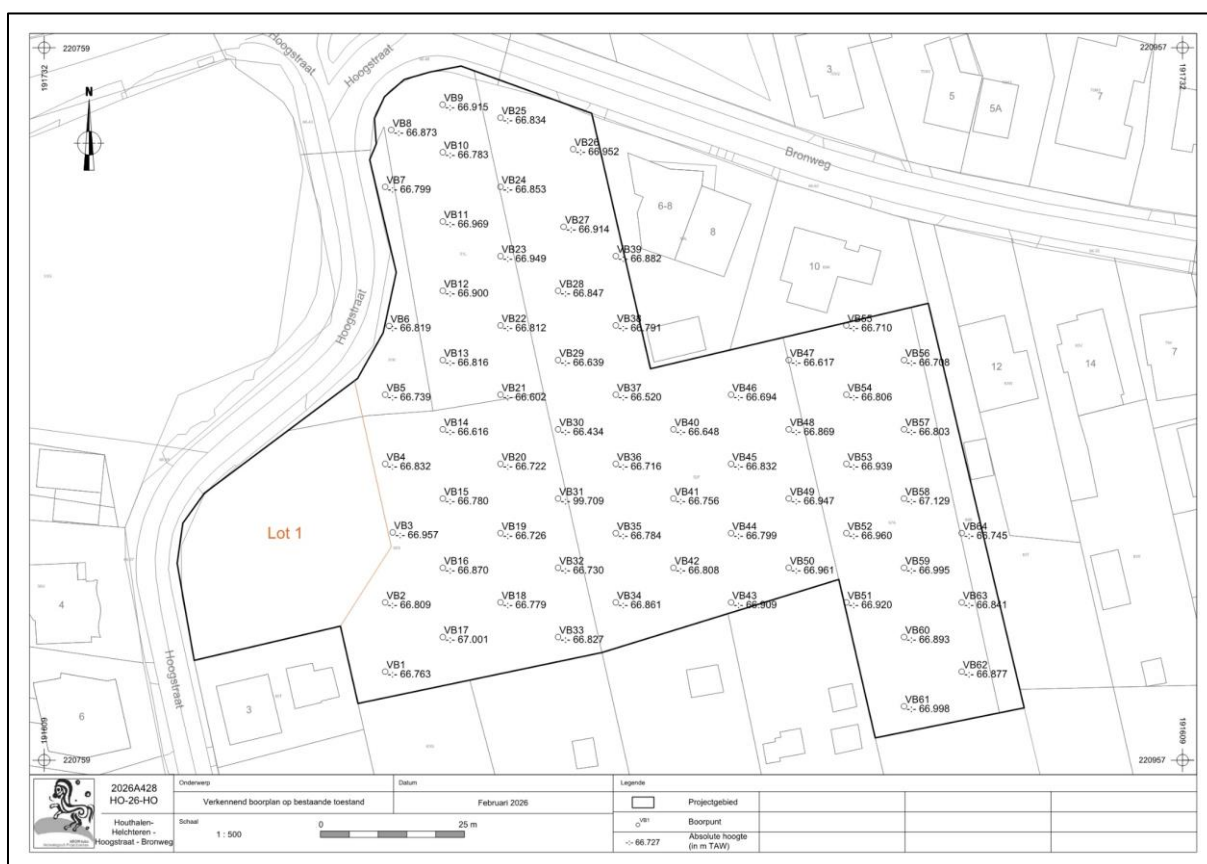 220759
191732
220957
191732
N
Hoogstraat
Hoogstraat
Bronweg
3
5
5A
7
6-8
8
10
12
14
7
VB9
66.915
VB25
66.834
VB8
66.873
VB10
66.783
VB26
66.952
VB7
66.799
VB24
66.853
VB11
66.969
VB27
66.914
VB23
66.949
VB39
66.882
VB12
66.900
VB28
66.847
Hoogstraat
VB6
66.819
VB22
66.812
VB38
66.791
VB55
66.710
VB13
66.816
VB29
66.639
VB47
66.617
VB56
66.708
VB5
66.739
VB21
66.602
VB37
66.520
VB46
66.694
VB54
66.806
VB14
66.616
VB30
66.434
VB40
66.648
VB48
66.869
VB57
66.803
VB4
66.832
VB20
66.722
VB36
66.716
VB45
66.832
VB53
66.939
VB15
66.780
VB31
99.709
VB41
66.756
VB49
66.947
VB58
67.129
Lot 1
VB3
66.957
VB19
66.726
VB35
66.784
VB44
66.799
VB52
66.960
VB64
66.745
VB16
66.870
VB32
66.730
VB42
66.808
VB50
66.961
VB59
66.995
4
VB2
66.809
VB18
66.779
VB34
66.861
VB43
66.909
VB51
66.920
VB63
66.841
VB17
67.001
VB33
66.827
VB60
66.893
VB1
66.763
VB62
66.877
Hoogstraat
6
3
VB61
66.998
191609
220759
191609
220957
2026A428
HO-26-HO
Houthalen-
Helchteren -
Hoogstraat - Bronweg
Onderwerp
Verkennend boorplan op bestaande toestand
Datum
Februari 2026
Schaal
1 : 500
0
25 m
Legende
Projectgebied
VB1
Boorpunt
-:- 66.727
Absolute hoogte
(in m TAW)